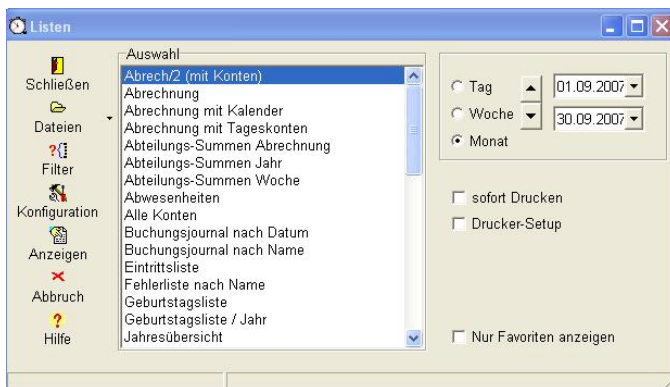 Listen
Schließen
Dateien
?{}
Filter
Konfiguration
Anzeigen
Abbruch
?
Hilfe
Auswahl
Abrech/2 (mit Konten)
Abrechnung
Abrechnung mit Kalender
Abrechnung mit Tageskonten
Abteilungs-Summen Abrechnung
Abteilungs-Summen Jahr
Abteilungs-Summen Woche
Abwesenheiten
Alle Konten
Buchungsjournal nach Datum
Buchungsjournal nach Name
Eintrittsliste
Fehlerliste nach Name
Geburtstagsliste
Geburtstagsliste / Jahr
Jahresübersicht
Tag
01.09.2007
Woche
30.09.2007
Monat
sofort Drucken
Drucker-Setup
Nur Favoriten anzeigen